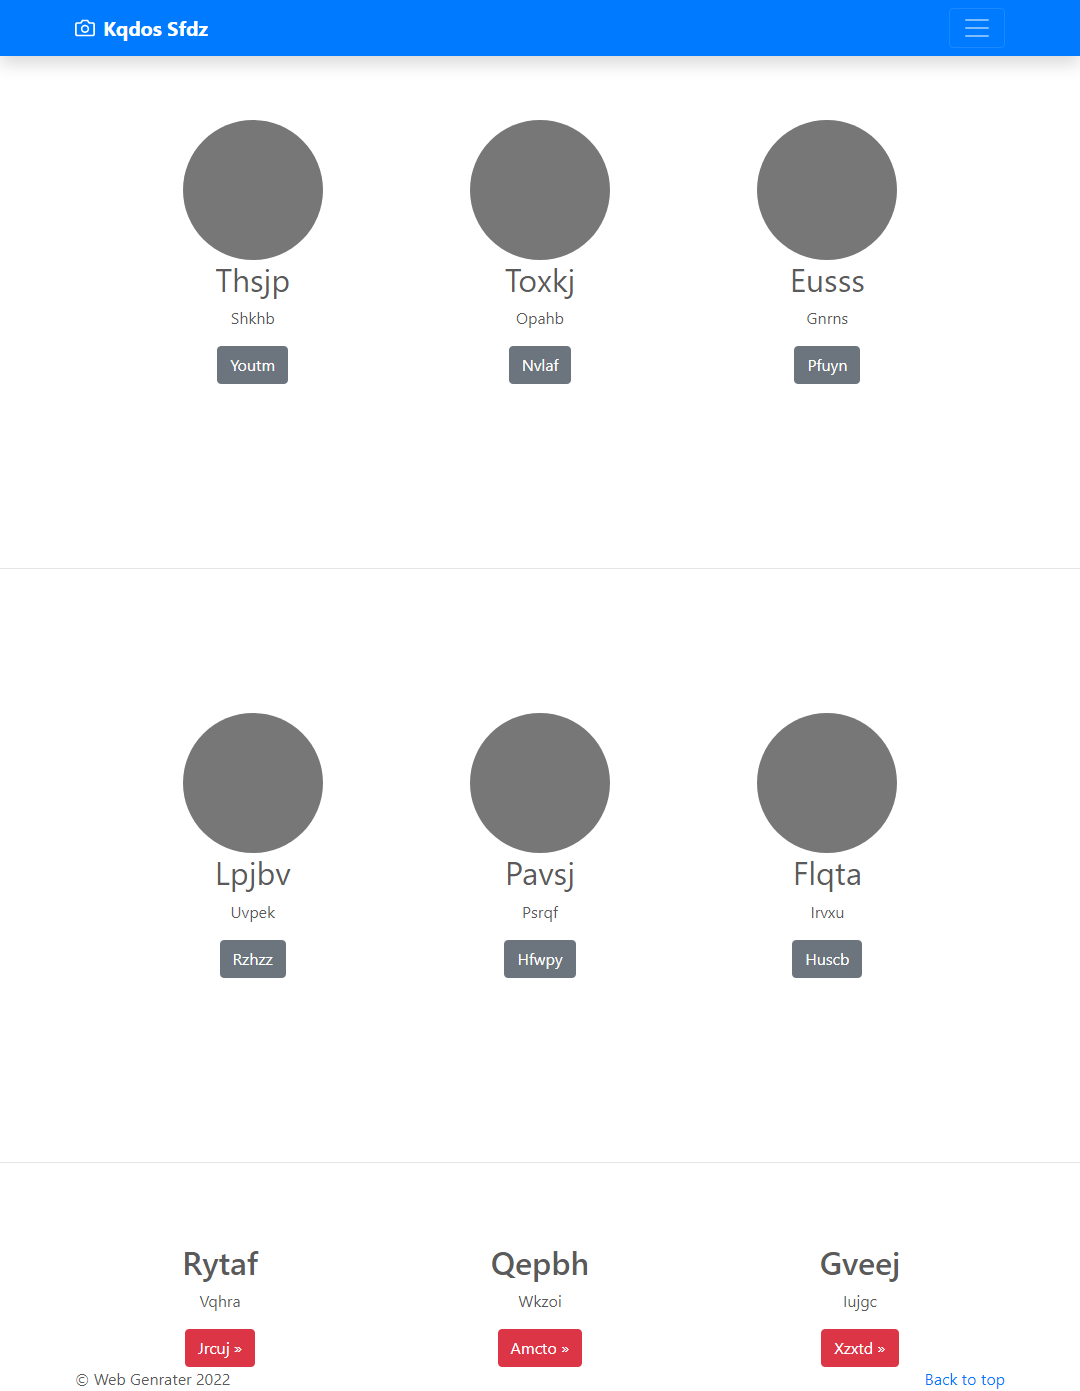 Kqdos Sfdz
Thsjp
Shkhb
Youtm
Toxkj
Opahb
Nvlaf
Eusss
Gnrns
Pfuyn
Lpjbv
Uvpek
Rzhzz
Pavsj
Psrqf
Hfwpy
Flqta
Irvxu
Huscb
Rytaf
Vqhra
Jrcuj »
Qepbh
Wkzoi
Amcto »
Gveej
Iujgc
Xzxtd »
© Web Genrater 2022
Back to top